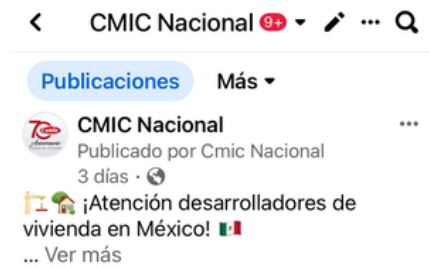 CMIC Nacional 9+
Publicaciones Más
CMIC Nacional
Publicado por Cmic Nacional
3 días ·
¡Atención desarrolladores de
vivienda en México!
... Ver más